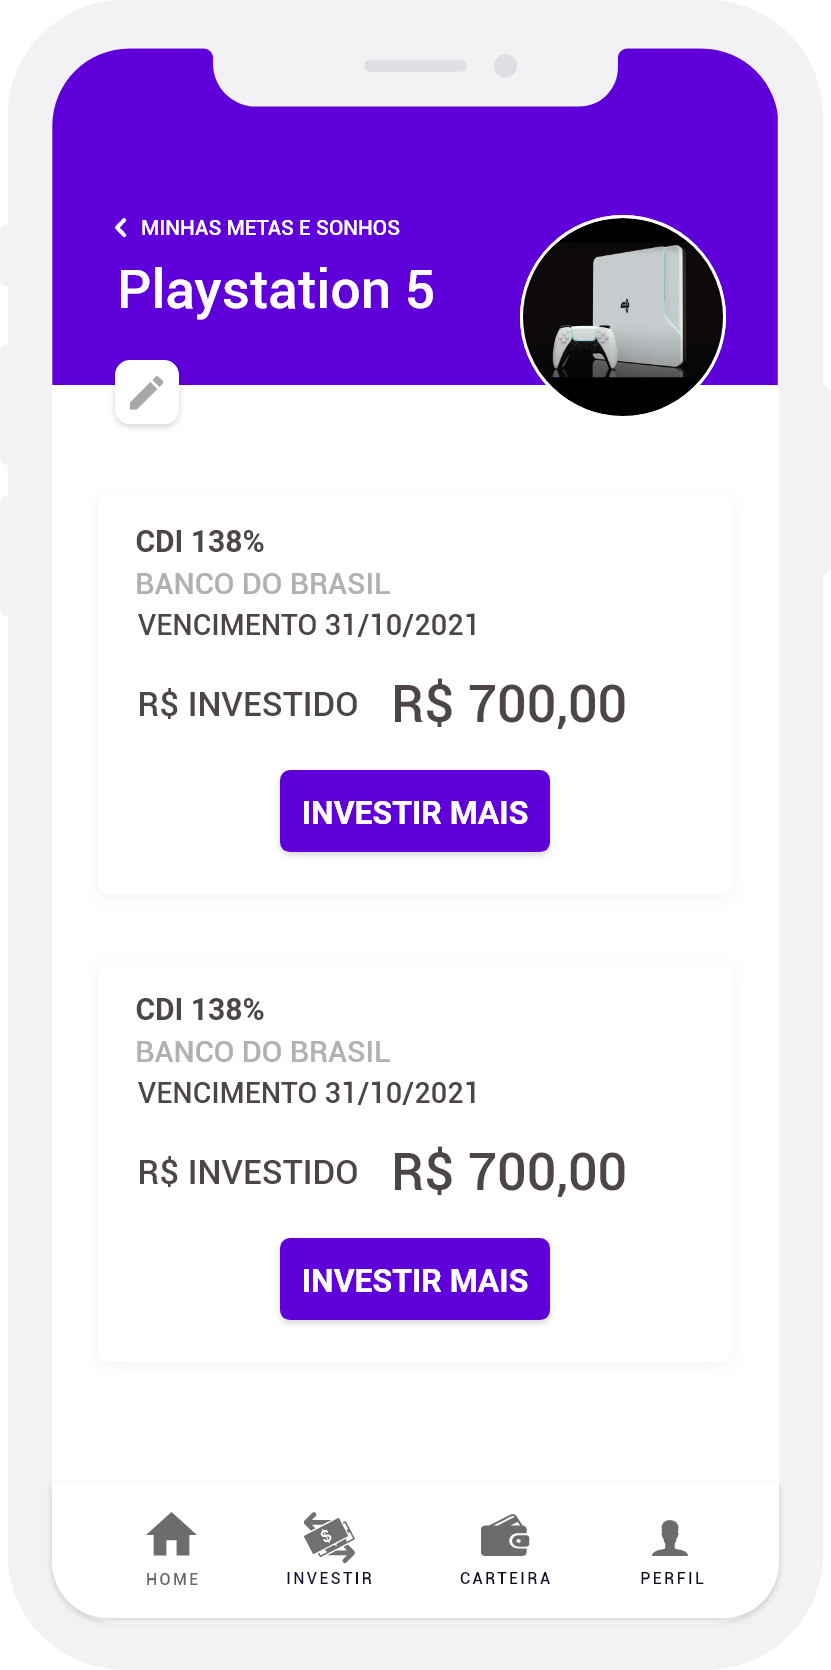 MINHAS METAS E SONHOS
Playstation 5
CDI 138%
BANCO DO BRASIL
VENCIMENTO 31/10/2021
R$ INVESTIDO R$ 700,00
INVESTIR MAIS
CDI 138%
BANCO DO BRASIL
VENCIMENTO 31/10/2021
R$ INVESTIDO R$ 700,00
INVESTIR MAIS
$
HOME INVESTIR CARTEIRA PERFIL